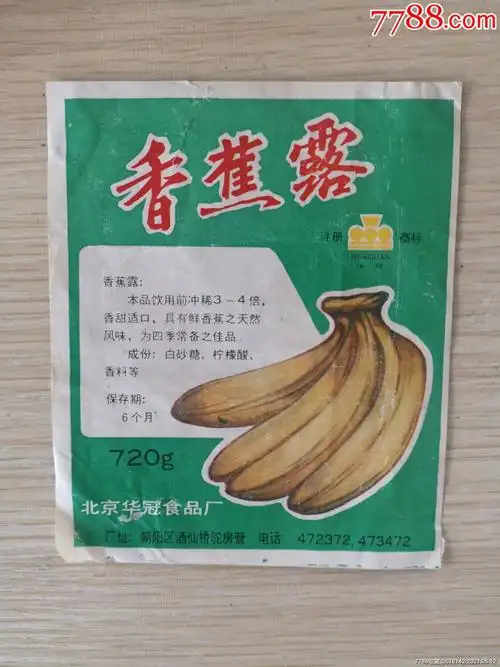 7788.com
香蕉露
注册 商标
香蕉露:
本品饮用前冲稀3-4倍,
香甜适口,具有鲜香蕉之天然
风味,为四季常备之佳品
成份:白砂糖、柠檬酸、
香料等
保存期:
6个月
720g
北京华冠食品厂
厂址:朝阳区酒仙桥驼房营 电话 472372, 473472